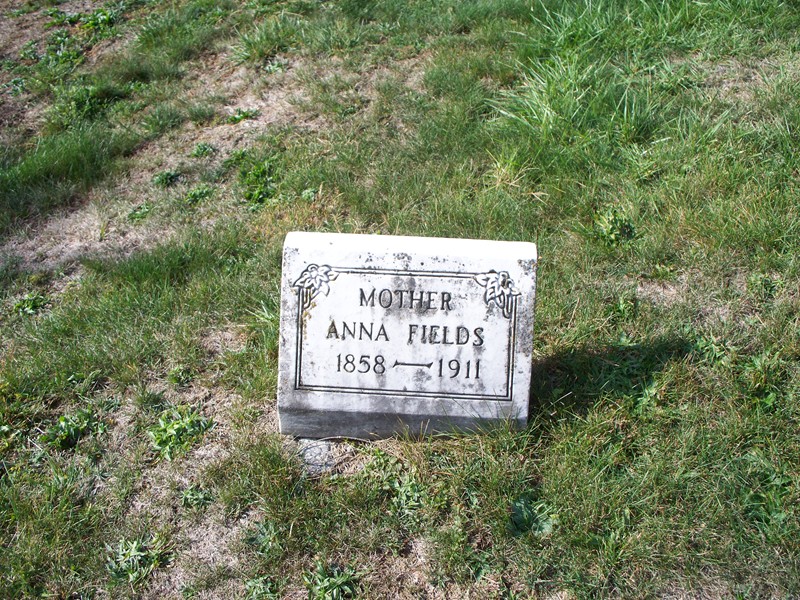 MOTHER
ANNA FIELDS
1858 — 1911